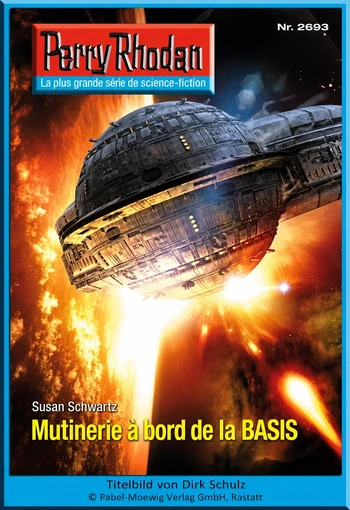 Nr. 2693
Perry Rhodan
La plus grande série de science-fiction
Susan Schwartz
Mutinerie à bord de la BASIS
Titelbild von Dirk Schulz
© Pabel-Moewig Verlag GmbH, Rastatt